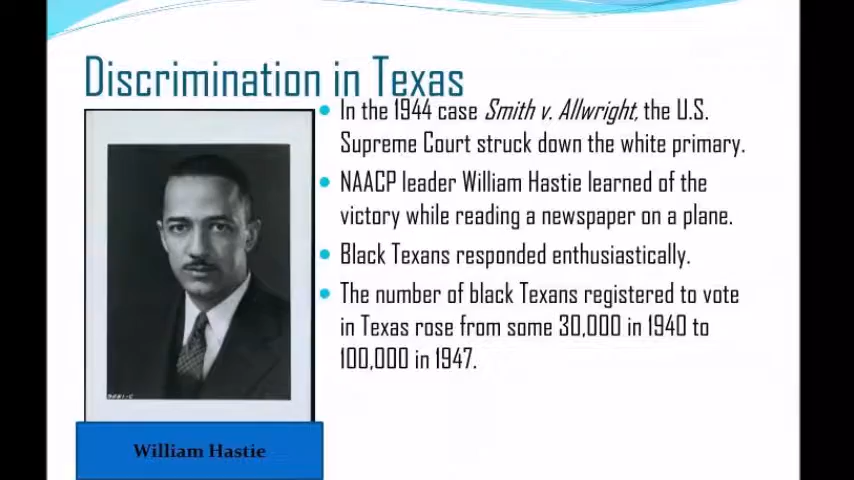 Discrimination in Texas
In the 1944 case Smith v. Allwright, the U.S.
Supreme Court struck down the white primary.
NAACP leader William Hastie learned of the
victory while reading a newspaper on a plane.
Black Texans responded enthusiastically.
The number of black Texans registered to vote
in Texas rose from some 30,000 in 1940 to
100,000 in 1947.
William Hastie